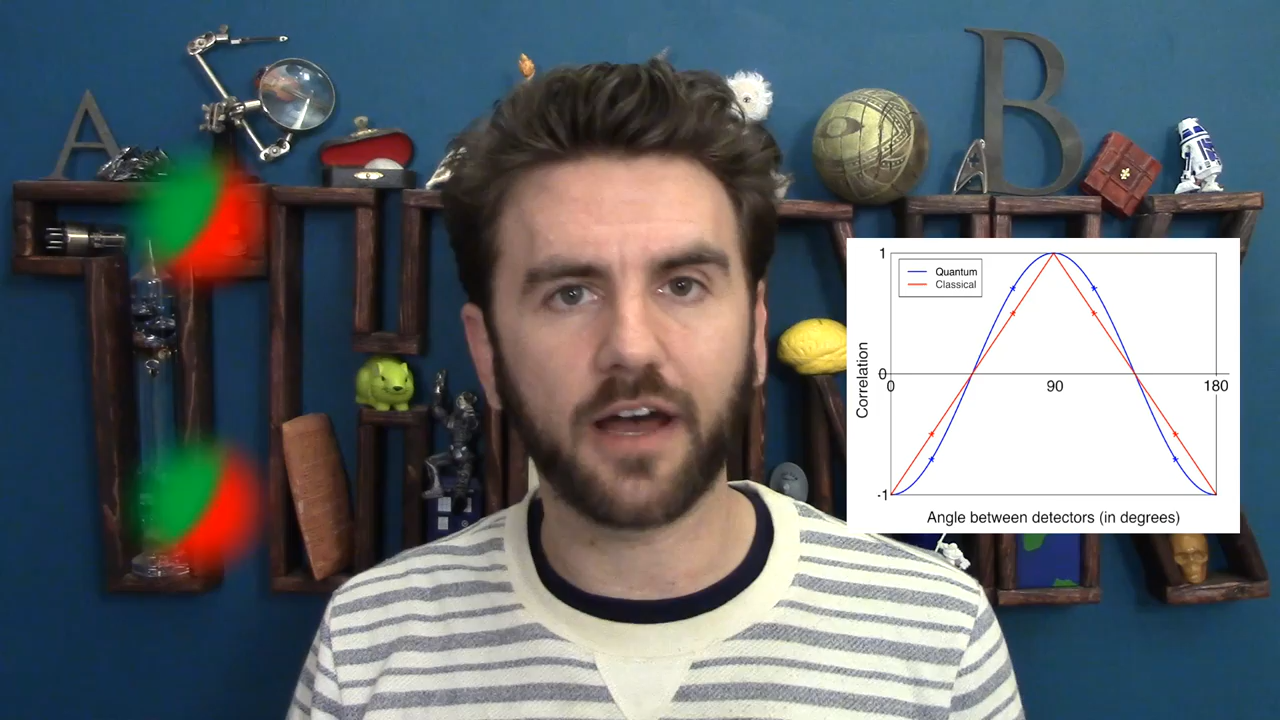 A
B
1
Quantum
Classical
Correlation
0
0
90
180
-1
Angle between detectors (in degrees)